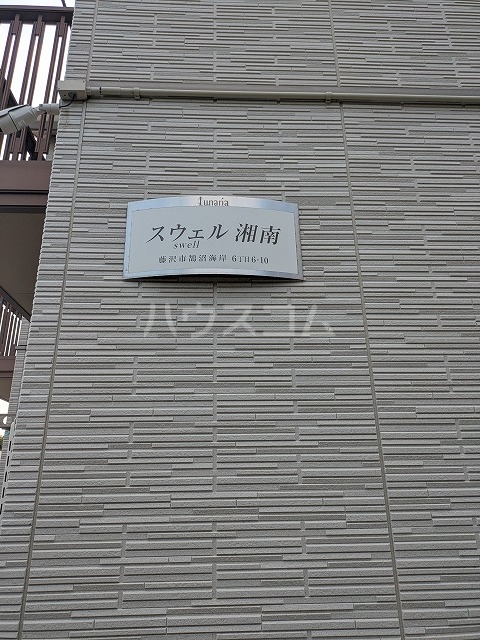 Lunaria
スウェル 湘南
swell
藤沢市鵠沼海岸 6丁目6-10
ハウスコム